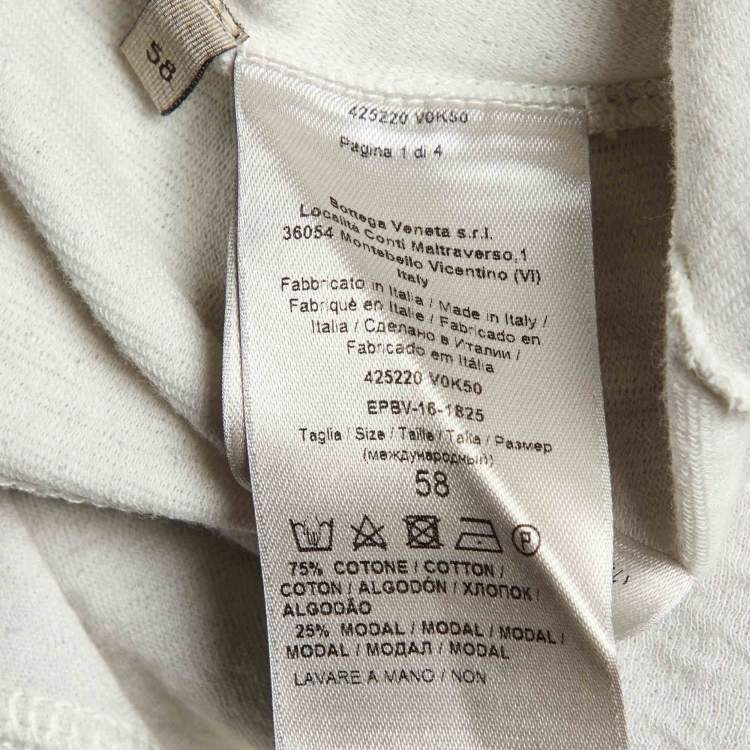 58
425220 V0K50
Pagina 1 di 4
Bottega Veneta s.r.l.
Località Conti Maltraverso,1
36054 Montebello Vicentino (VI)
Italy
Fabbricato in Italia / Made in Italy /
Fabriqué en Italie / Fabricado en
Italia / Сделано в Италии /
Fabricado em Itália
425220 V0K50
EPBV-16-1825
Taglia / Size / Taille / Talla / Размер
(международный)
58
P
75% COTONE / COTTON /
COTON / ALGODÓN / ХЛОПОК /
ALGODÃO
25% MODAL / MODAL / MODAL /
MODAL / МОДАЛ / MODAL
LAVARE A MANO / NON